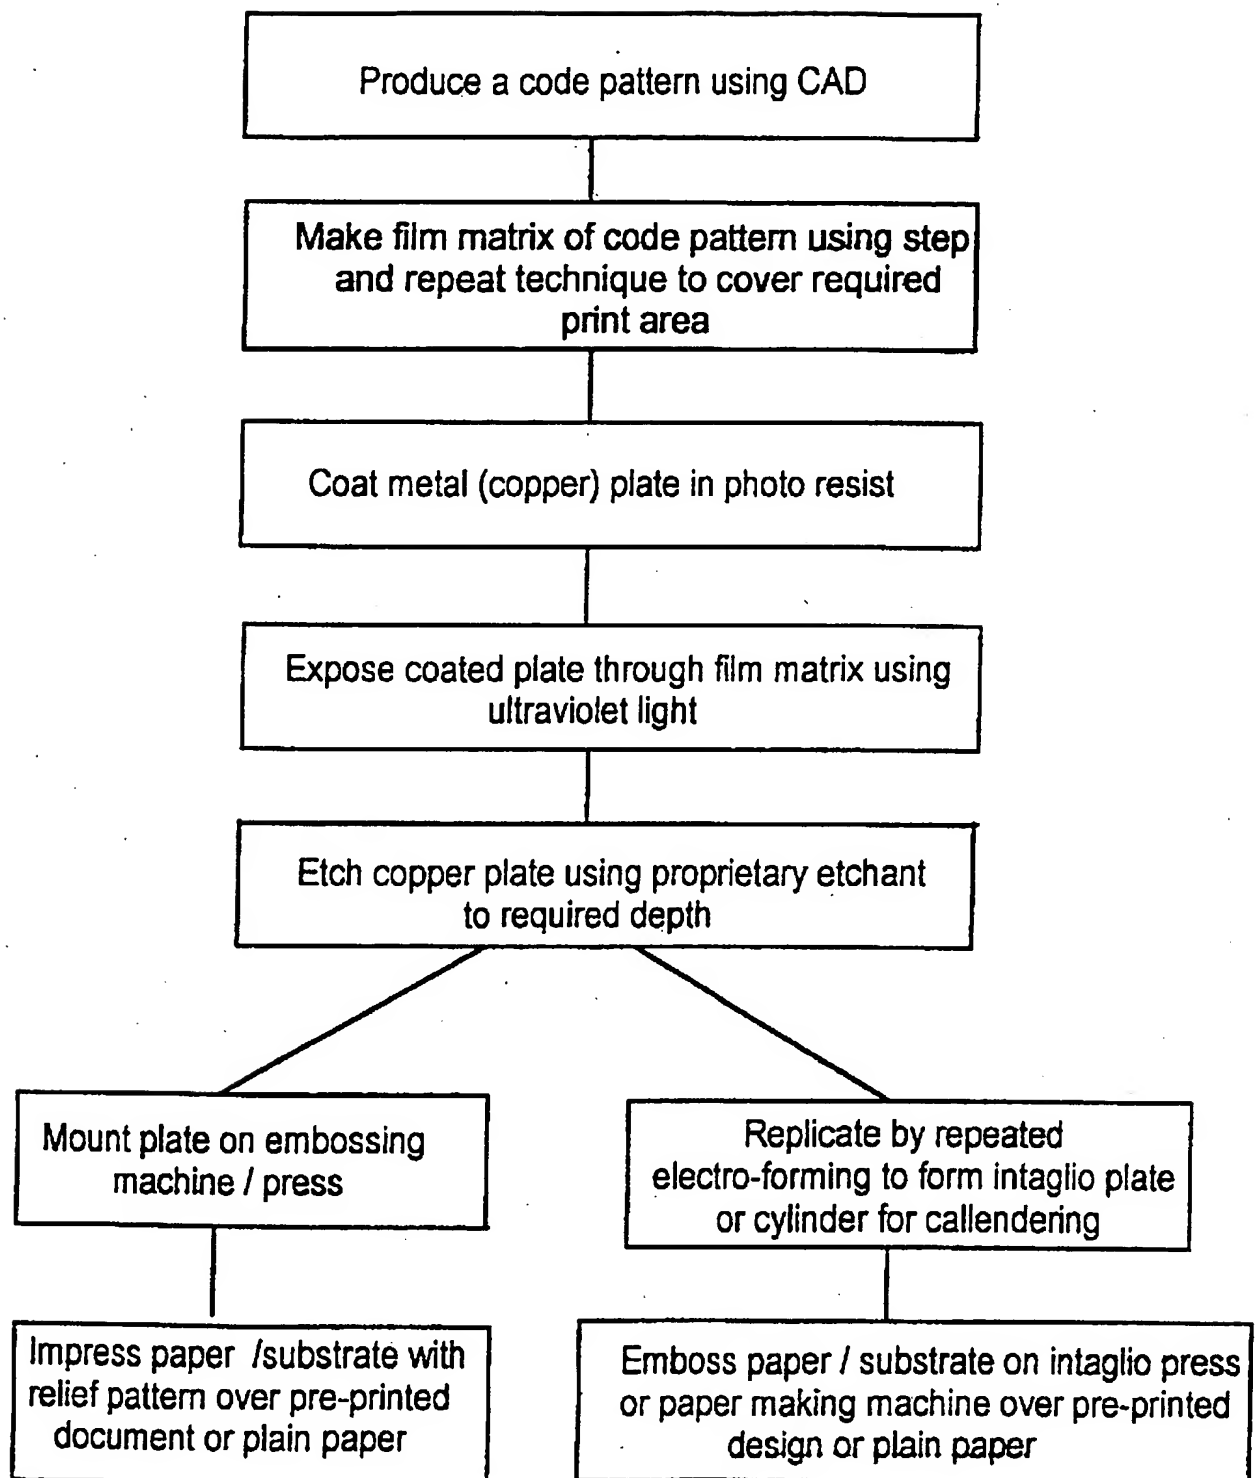 Produce a code pattern using CAD
Make film matrix of code pattern using step
and repeat technique to cover required
print area
Coat metal (copper) plate in photo resist
Expose coated plate through film matrix using
ultraviolet light
Etch copper plate using proprietary etchant
to required depth
Mount plate on embossing
machine / press
Replicate by repeated
electro-forming to form intaglio plate
or cylinder for callendering
Impress paper /substrate with
relief pattern over pre-printed
document or plain paper
Emboss paper / substrate on intaglio press
or paper making machine over pre-printed
design or plain paper